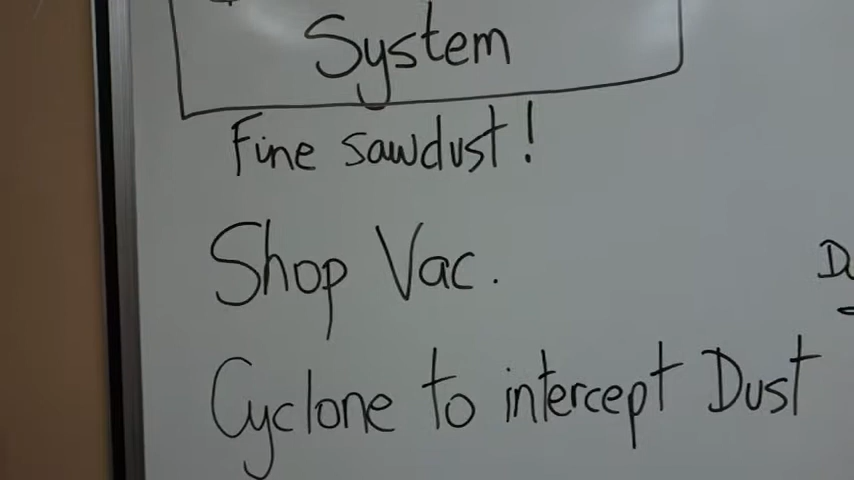 System
Fine sawdust!
Shop Vac.
Cyclone to intercept Dust